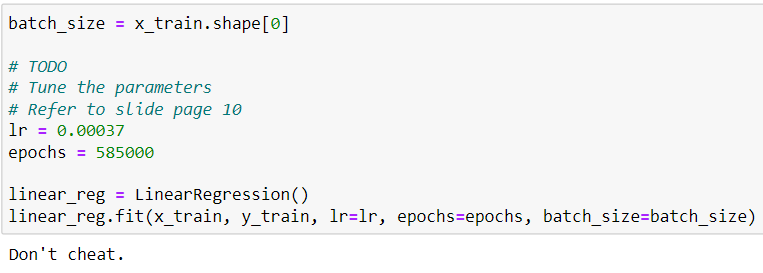 batch_size = x_train.shape[0]
# TODO
# Tune the parameters
# Refer to slide page 10
lr = 0.00037
epochs = 585000
linear_reg = LinearRegression()
linear_reg.fit(x_train, y_train, lr=lr, epochs=epochs, batch_size=batch_size)
Don't cheat.